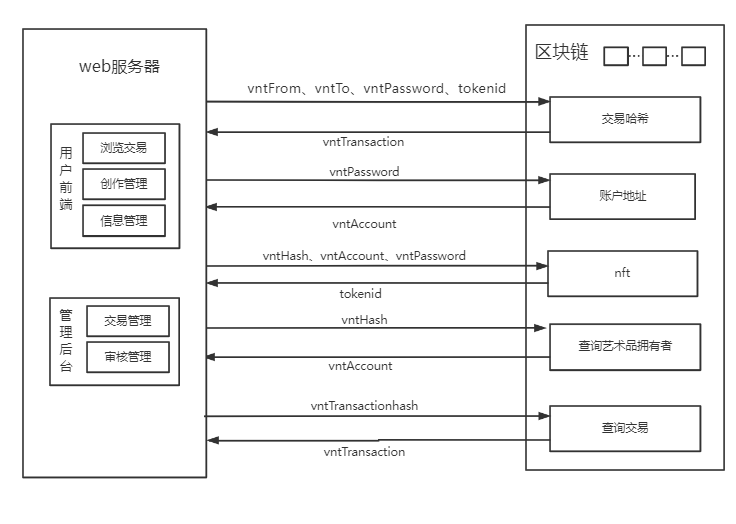 web服务器
用户前端
浏览交易
创作管理
信息管理
管理后台
交易管理
审核管理
vntFrom、vntTo、vntPassword、tokenid
vntTransaction
vntPassword
vntAccount
vntHash、vntAccount、vntPassword
tokenid
vntHash
vntAccount
vntTransactionhash
vntTransaction
区块链
交易哈希
账户地址
nft
查询艺术品拥有者
查询交易